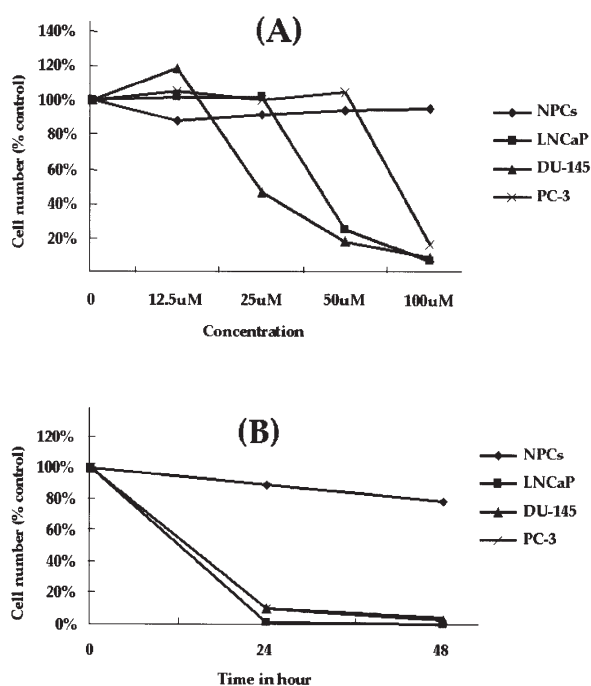 (A)
140%
120%
100%
80%
60%
40%
20%
Cell number (% control)
0 12.5uM 25uM 50uM 100uM
Concentration
NPCs
LNCaP
DU-145
PC-3
(B)
120%
100%
80%
60%
40%
20%
0%
Cell number (% control)
0 24 48
Time in hour
NPCs
LNCaP
DU-145
PC-3